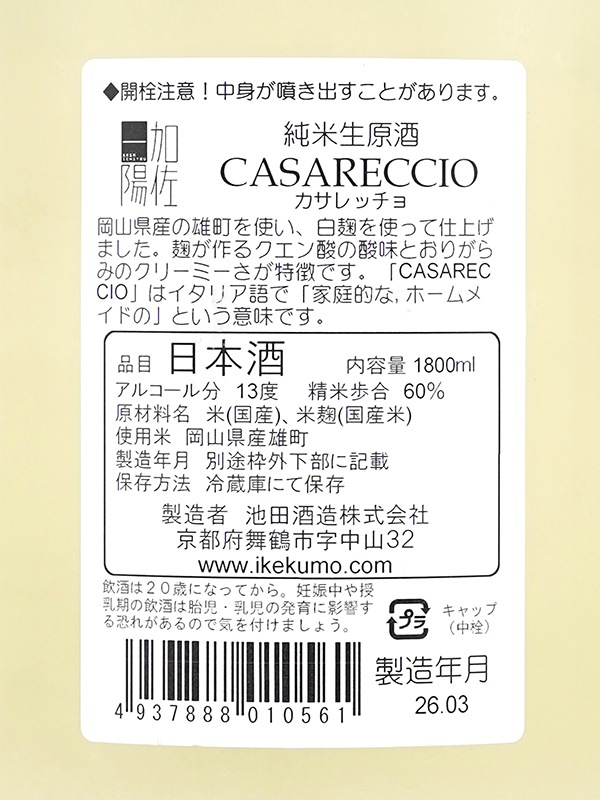 ◆開栓注意！中身が噴き出すことがあります。
加佐一陽
純米生原酒
CASARECCIO
カサレッチョ
岡山県産の雄町を使い、白麹を使って仕上げ
ました。麹が作るクエン酸の酸味とおりがら
みのクリーミーさが特徴です。「CASAREC
CIO」はイタリア語で「家庭的な, ホームメ
イドの」という意味です。
品目 日本酒 内容量 1800ml
アルコール分 13度 精米歩合 60%
原材料名 米(国産)、米麹(国産米)
使用米 岡山県産雄町
製造年月 別途枠外下部に記載
保存方法 冷蔵庫にて保存
製造者 池田酒造株式会社
京都府舞鶴市字中山32
www.ikekumo.com
飲酒は20歳になってから。妊娠中や授
乳期の飲酒は胎児・乳児の発育に影響す
る恐れがあるので気を付けましょう。
プラ
キャップ
(中栓)
製造年月
26.03
4 937888 010561